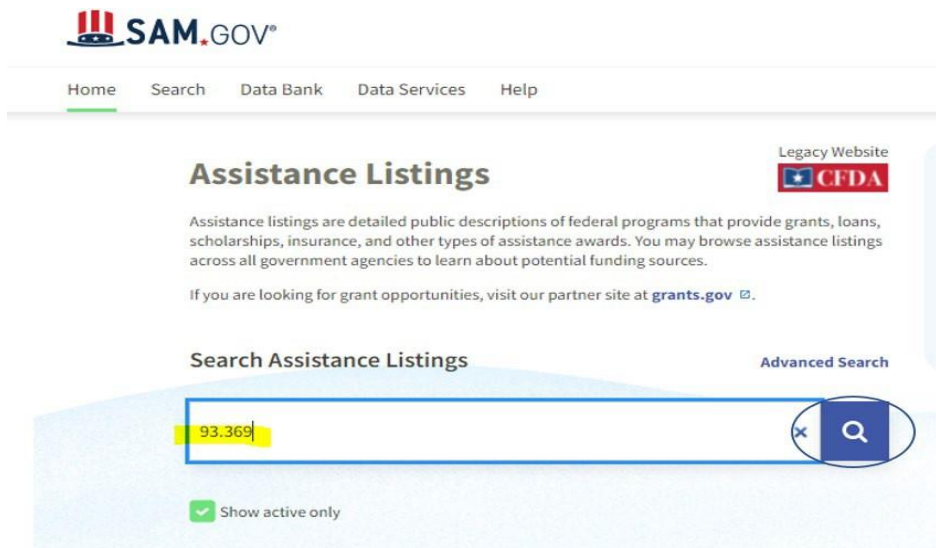 SAM.GOV®
Home Search Data Bank Data Services Help
Legacy Website
CFDA
Assistance Listings
Assistance listings are detailed public descriptions of federal programs that provide grants, loans,
scholarships, insurance, and other types of assistance awards. You may browse assistance listings
across all government agencies to learn about potential funding sources.
If you are looking for grant opportunities, visit our partner site at grants.gov.
Search Assistance Listings
Advanced Search
93.369
Show active only